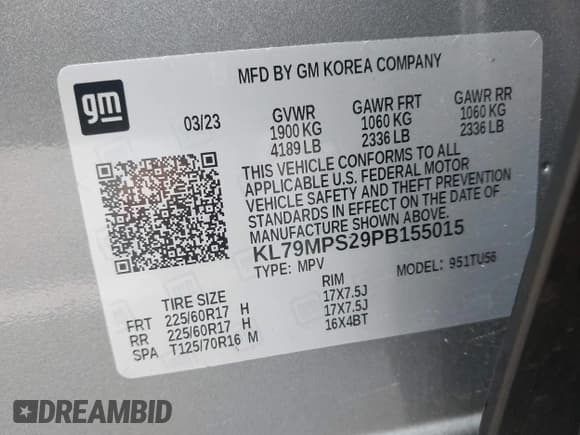 MFD BY GM KOREA COMPANY
gm
03/23
GVWR GAWR FRT GAWR RR
1900 KG 1060 KG 1060 KG
4189 LB 2336 LB 2336 LB
THIS VEHICLE CONFORMS TO ALL
APPLICABLE U.S. FEDERAL MOTOR
VEHICLE SAFETY AND THEFT PREVENTION
STANDARDS IN EFFECT ON THE DATE OF
MANUFACTURE SHOWN ABOVE.
KL79MPS29PB155015
TYPE: MPV MODEL: 951TU56
TIRE SIZE RIM
FRT 225/60R17 H 17X7.5J
RR 225/60R17 H 17X7.5J
SPA T125/70R16 M 16X4BT
DREAMBID